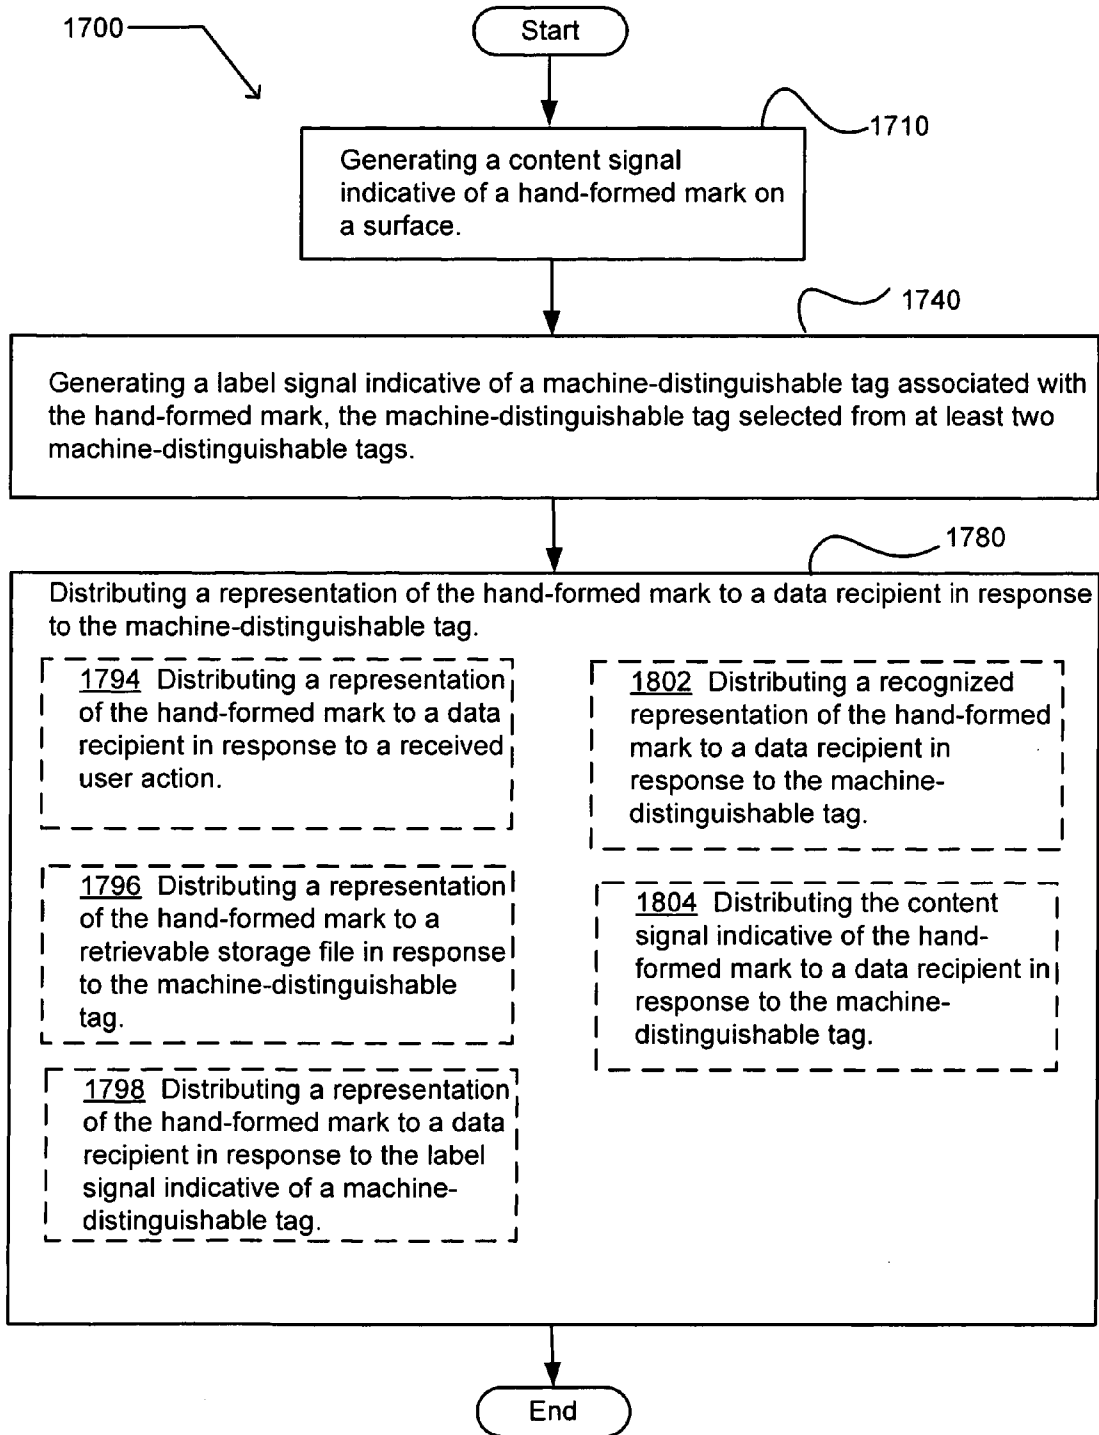 1700
Start
1710
Generating a content signal
indicative of a hand-formed mark on
a surface.
1740
Generating a label signal indicative of a machine-distinguishable tag associated with
the hand-formed mark, the machine-distinguishable tag selected from at least two
machine-distinguishable tags.
1780
Distributing a representation of the hand-formed mark to a data recipient in response
to the machine-distinguishable tag.
1794 Distributing a representation
of the hand-formed mark to a data
recipient in response to a received
user action.
1796 Distributing a representation
of the hand-formed mark to a
retrievable storage file in response
to the machine-distinguishable
tag.
1798 Distributing a representation
of the hand-formed mark to a data
recipient in response to the label
signal indicative of a machine-
distinguishable tag.
1802 Distributing a recognized
representation of the hand-formed
mark to a data recipient in
response to the machine-
distinguishable tag.
1804 Distributing the content
signal indicative of the hand-
formed mark to a data recipient in
response to the machine-
distinguishable tag.
End